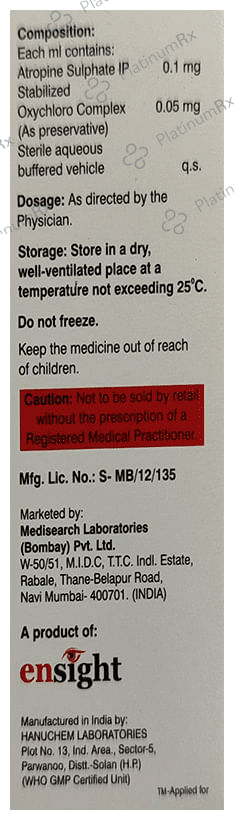 Composition:
Each ml contains:
Atropine Sulphate IP 0.1 mg
Stabilized
Oxychloro Complex 0.05 mg
(As preservative)
Sterile aqueous
buffered vehicle q.s.
Dosage: As directed by the
Physician.
Storage: Store in a dry,
well-ventilated place at a
temperature not exceeding 25°C.
Do not freeze.
Keep the medicine out of reach
of children.
Caution: Not to be sold by retail
without the prescription of a
Registered Medical Practitioner.
Mfg. Lic. No.: S- MB/12/135
Marketed by:
Medisearch Laboratories
(Bombay) Pvt. Ltd.
W-50/51, M.I.D.C, T.T.C. Indl. Estate,
Rabale, Thane-Belapur Road,
Navi Mumbai- 400701. (INDIA)
A product of:
ensight
Manufactured in India by:
HANUCHEM LABORATORIES
Plot No. 13, Ind. Area., Sector-5,
Parwanoo, Distt.-Solan (H.P.)
(WHO GMP Certified Unit)
TM-Applied for
PlatinumRx
PlatinumRx